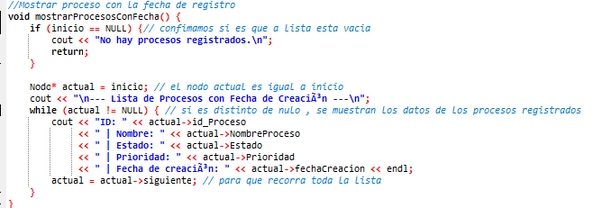 //Mostrar proceso con la fecha de registro
void mostrarProcesosConFecha() {
if (inicio == NULL) {// confimamos si es que a lista esta vacia
cout << "No hay procesos registrados.\n";
return;
}
Nodo* actual = inicio; // el nodo actual es igual a inicio
cout << "\n--- Lista de Procesos con Fecha de CreaciÃ³n ---\n";
while (actual != NULL) { // si es distinto de nulo , se muestran los datos de los procesos registrados
cout << "ID: " << actual->id_Proceso
<< " | Nombre: " << actual->NombreProceso
<< " | Estado: " << actual->Estado
<< " | Prioridad: " << actual->Prioridad
<< " | Fecha de creaciÃ³n: " << actual->fechaCreacion << endl;
actual = actual->siguiente; // para que recorra toda la lista
}
}